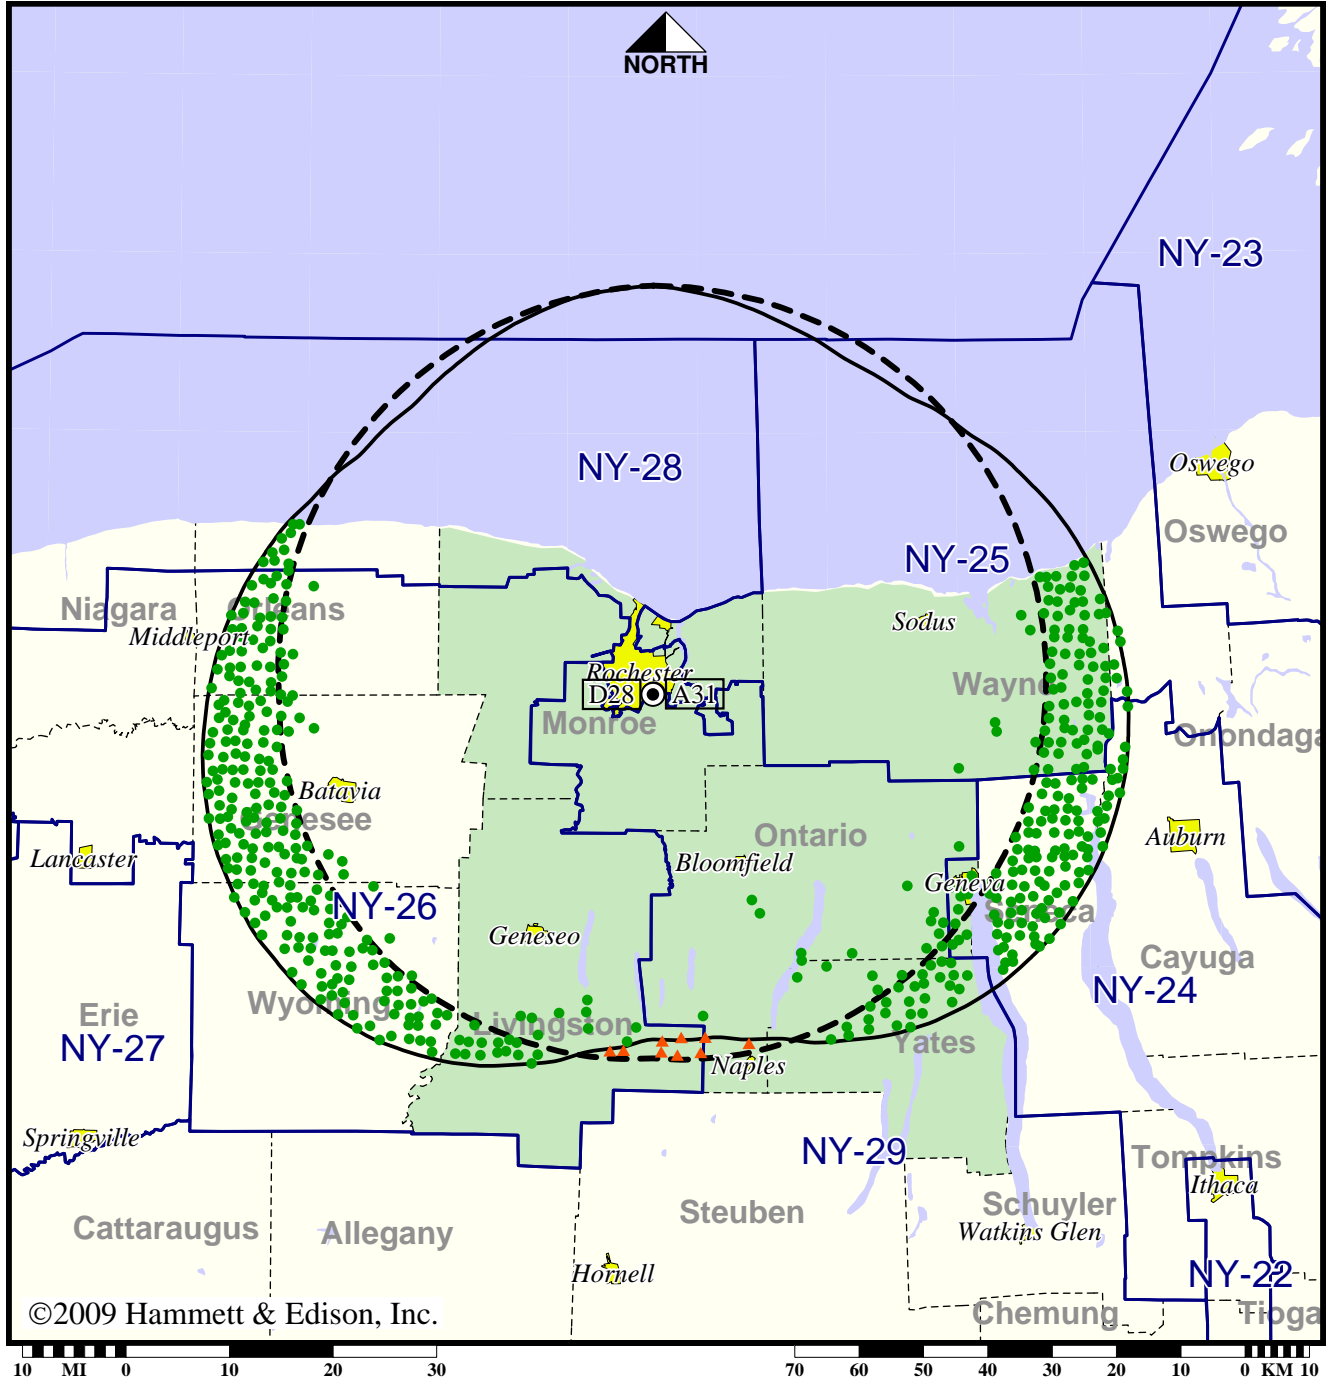 NORTH
NY-23
NY-28
Oswego
Oswego
NY-25
Niagara
Orleans
Middleport
Sodus
Rochester
D28
A31
Wayne
Monroe
Onondaga
Batavia
Genesee
Ontario
Auburn
Lancaster
Bloomfield
Geneva
NY-26
Seneca
Geneseo
Cayuga
NY-24
Wyoming
Erie
Livingston
NY-27
Yates
Naples
Springville
NY-29
Tompkins
Ithaca
Steuben
Schuyler
Cattaraugus
Allegany
Watkins Glen
Hornell
NY-22
©2009 Hammett & Edison, Inc.
Chemung
Tioga
10 MI 0 10 20 30
70 60 50 40 30 20 10 0 KM 10